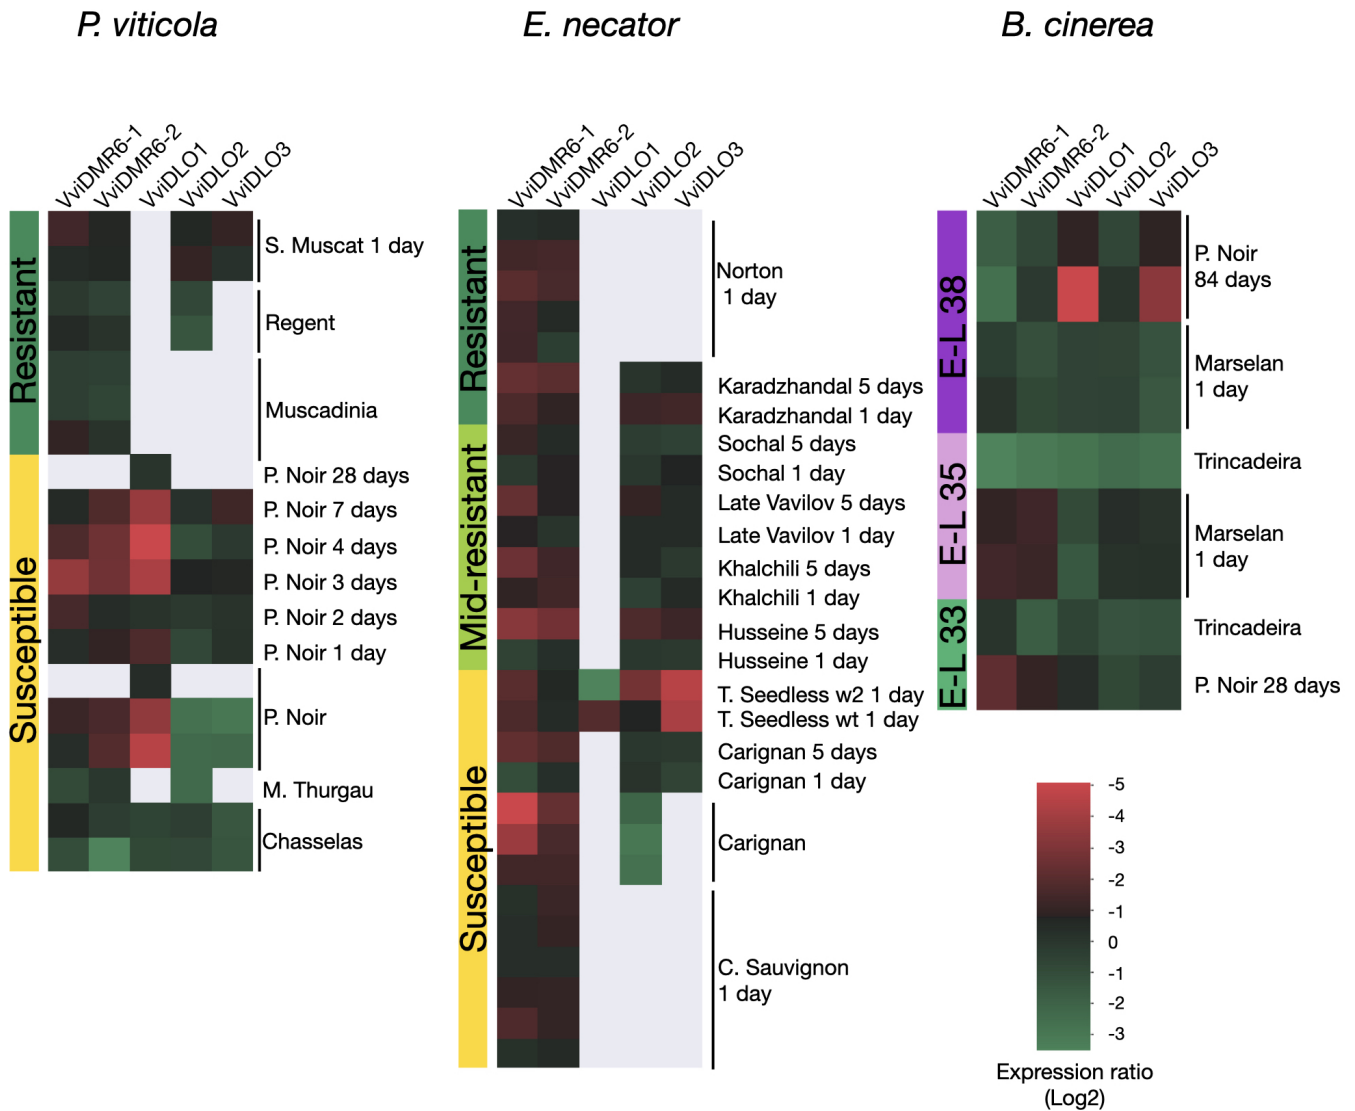 P. viticola
VviDMR6-1
VviDMR6-2
VviDLO1
VviDLO2
VviDLO3
Resistant
Susceptible
S. Muscat 1 day
Regent
Muscadinia
P. Noir 28 days
P. Noir 7 days
P. Noir 4 days
P. Noir 3 days
P. Noir 2 days
P. Noir 1 day
P. Noir
M. Thurgau
Chasselas
E. necator
VviDMR6-1
VviDMR6-2
VviDLO1
VviDLO2
VviDLO3
Resistant
Mid-resistant
Susceptible
Norton
1 day
Karadzhandal 5 days
Karadzhandal 1 day
Sochal 5 days
Sochal 1 day
Late Vavilov 5 days
Late Vavilov 1 day
Khalchili 5 days
Khalchili 1 day
Husseine 5 days
Husseine 1 day
T. Seedless w2 1 day
T. Seedless wt 1 day
Carignan 5 days
Carignan 1 day
Carignan
C. Sauvignon
1 day
B. cinerea
VviDMR6-1
VviDMR6-2
VviDLO1
VviDLO2
VviDLO3
E-L 38
E-L 35
E-L 33
P. Noir
84 days
Marselan
1 day
Trincadeira
Marselan
1 day
Trincadeira
P. Noir 28 days
-5
-4
-3
-2
-1
0
-1
-2
-3
Expression ratio
(Log2)